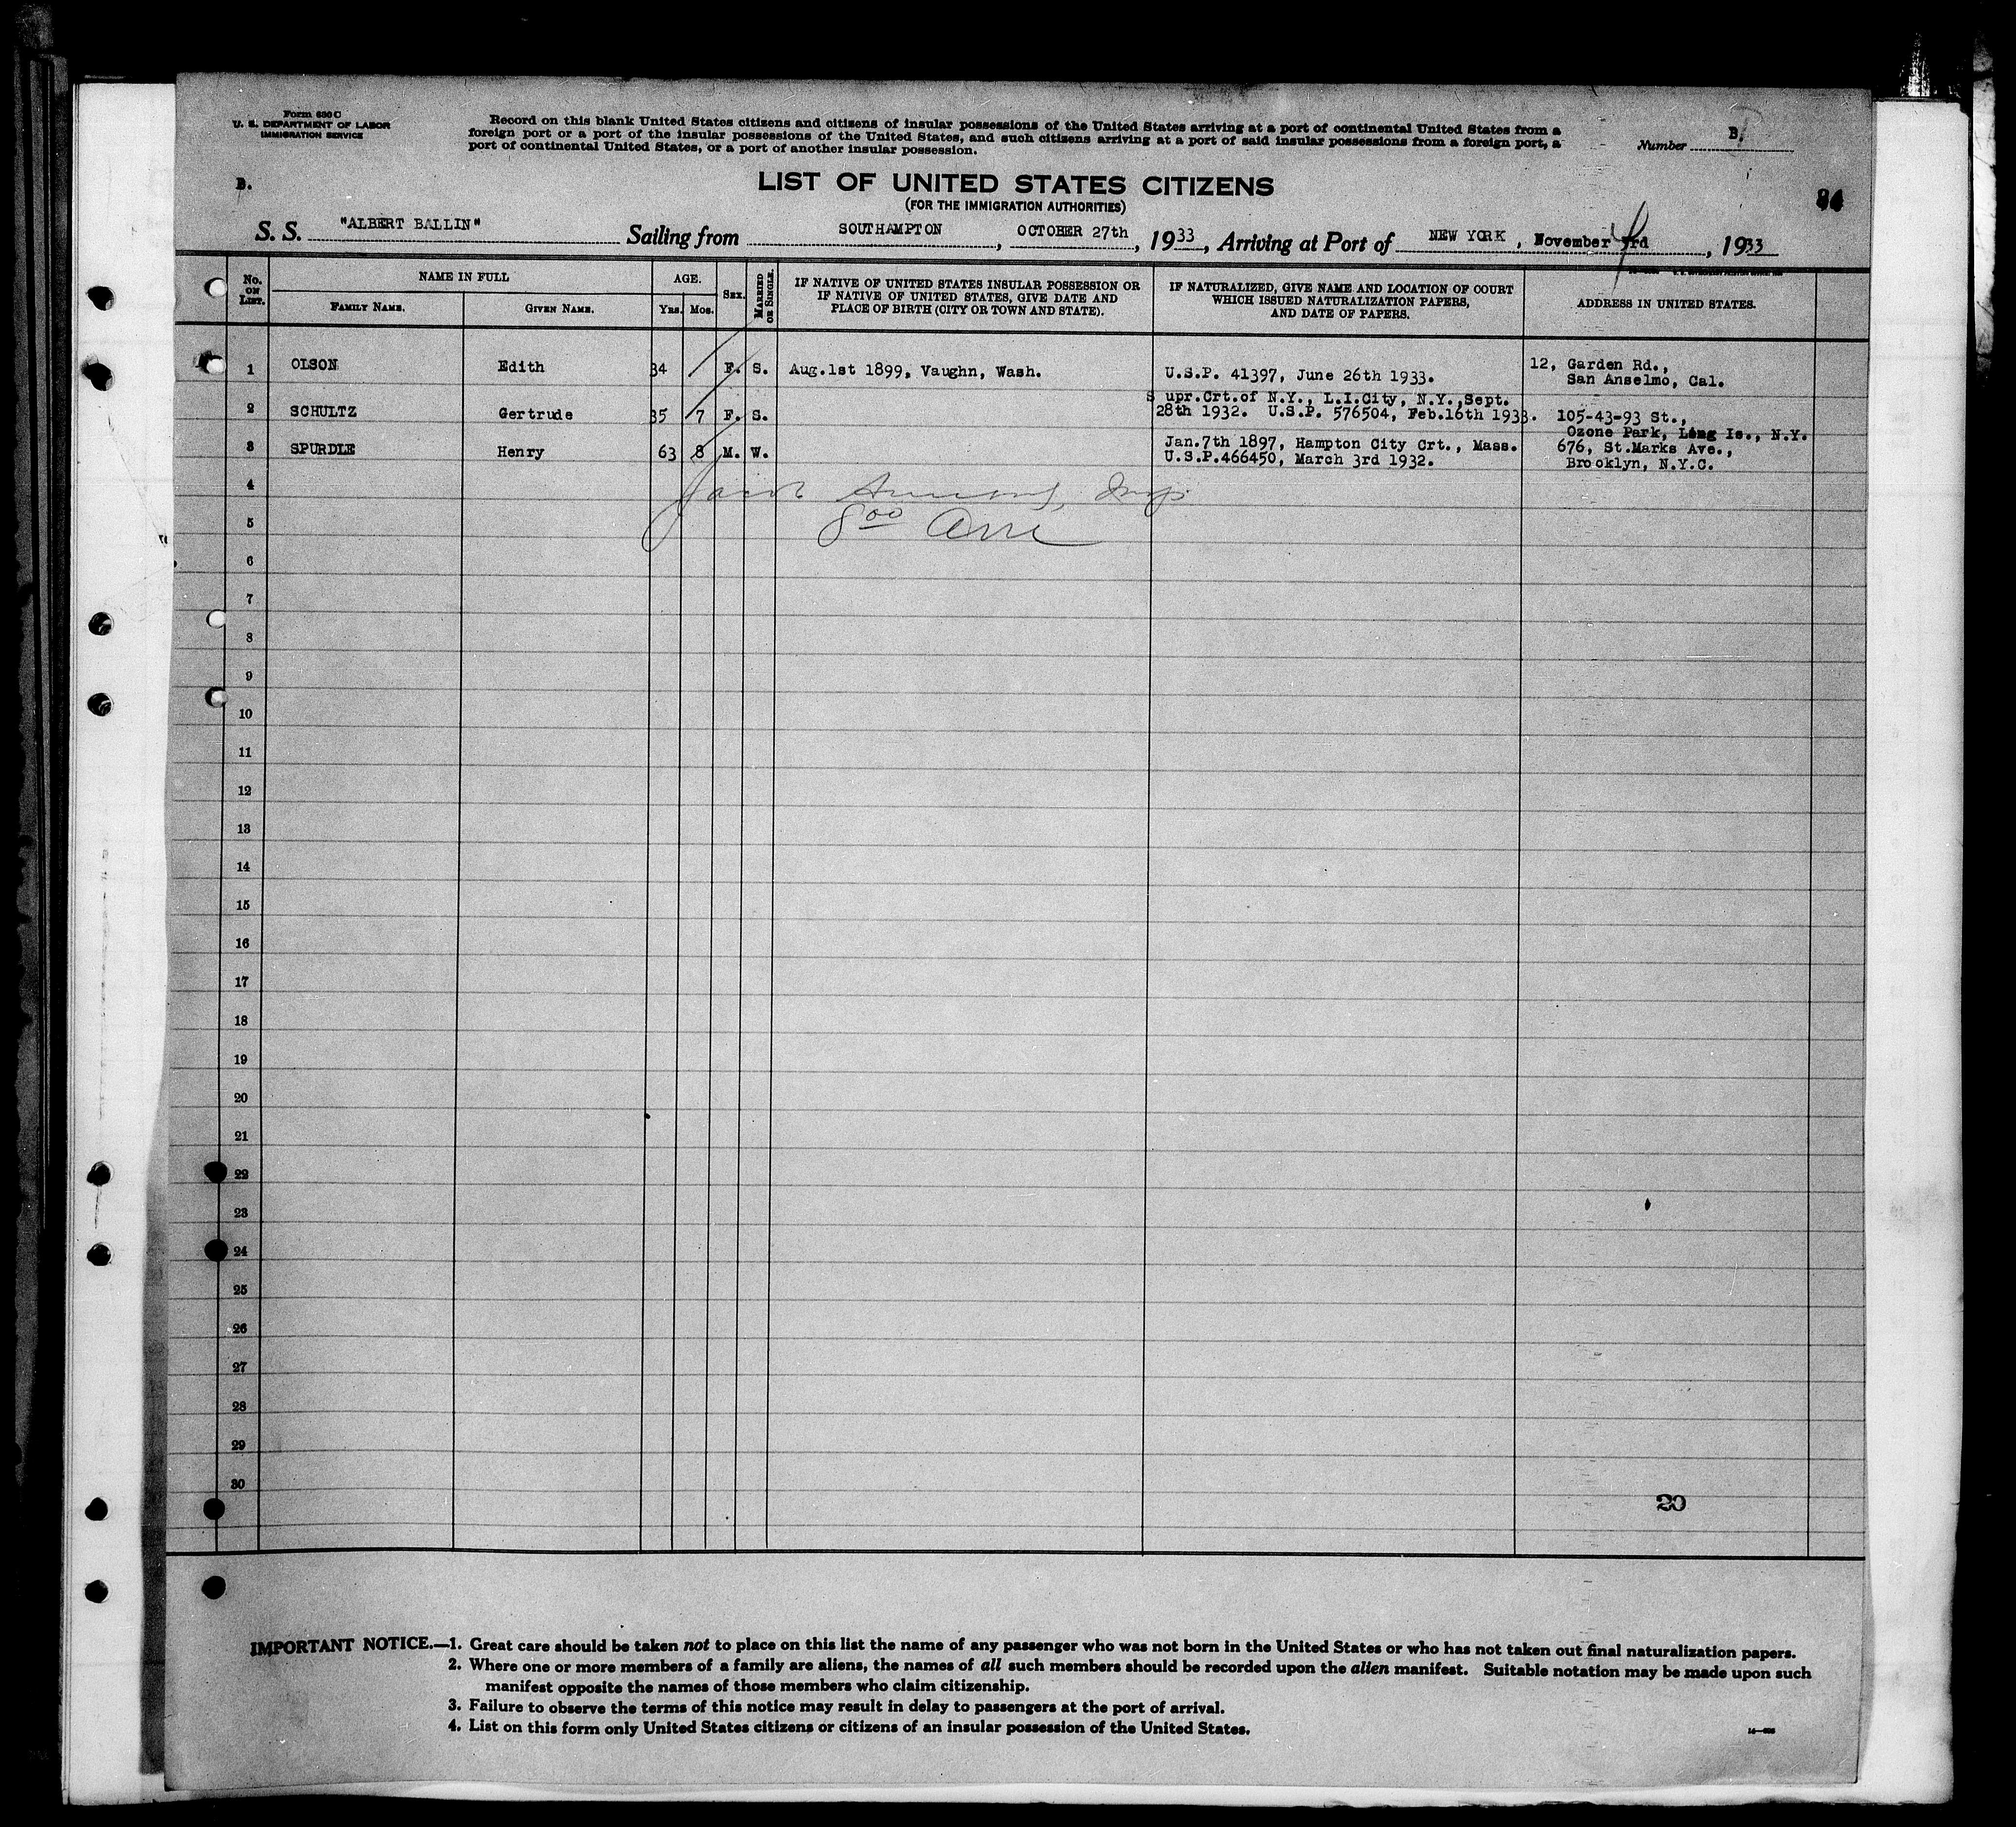 Form 630 C
U. S. DEPARTMENT OF LABOR
IMMIGRATION SERVICE
Record on this blank United States citizens and citizens of insular possessions of the United States arriving at a port of continental United States from a
foreign port or a port of the insular possessions of the United States, and such citizens arriving at a port of said insular possessions from a foreign port, a
port of continental United States, or a port of another insular possession.
Number B.
B.
LIST OF UNITED STATES CITIZENS
(FOR THE IMMIGRATION AUTHORITIES)
S. S. "ALBERT BALLIN" Sailing from SOUTHAMPTON, OCTOBER 27th, 1933, Arriving at Port of NEW YORK, November 3rd, 1933
No. ON LIST.
NAME IN FULL
FAMILY NAME.
GIVEN NAME.
AGE.
YRS. MOS.
SEX.
MARRIED OR SINGLE.
IF NATIVE OF UNITED STATES INSULAR POSSESSION OR
IF NATIVE OF UNITED STATES, GIVE DATE AND
PLACE OF BIRTH (CITY OR TOWN AND STATE).
IF NATURALIZED, GIVE NAME AND LOCATION OF COURT
WHICH ISSUED NATURALIZATION PAPERS,
AND DATE OF PAPERS.
ADDRESS IN UNITED STATES.
1 OLSON Edith 34 F. S. Aug.1st 1899, Vaughn, Wash. U.S.P. 41397, June 26th 1933. 12, Garden Rd.,
San Anselmo, Cal.
S upr.Crt.of N.Y., L.I.City, N.Y.,Sept.
2 SCHULTZ Gertrude 35 7 F. S. 28th 1932. U.S.P. 576504, Feb.16th 1933. 105-43-93 St.,
Ozone Park, Long Is., N.Y.
3 SPURDLE Henry 63 8 M. W. Jan.7th 1897, Hampton City Crt., Mass. 676, St.Marks Ave.,
U.S.P.466450, March 3rd 1932. Brooklyn, N.Y.C.
4
Jacob
5
800
6
7
8
9
10
11
12
13
14
15
16
17
18
19
20
21
22
23
24
25
26
27
28
29
30
20
IMPORTANT NOTICE.—1. Great care should be taken not to place on this list the name of any passenger who was not born in the United States or who has not taken out final naturalization papers.
2. Where one or more members of a family are aliens, the names of all such members should be recorded upon the alien manifest. Suitable notation may be made upon such
manifest opposite the names of those members who claim citizenship.
3. Failure to observe the terms of this notice may result in delay to passengers at the port of arrival.
4. List on this form only United States citizens or citizens of an insular possession of the United States.